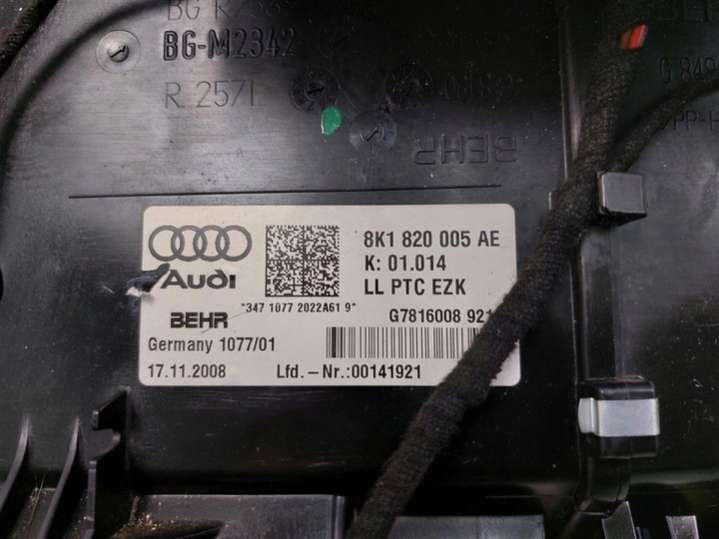 BG-M2342
R 2571
BEHR
G 849
8K1 820 005 AE
K: 01.014
Audi
LL PTC EZK
*347 1077 2022A61 9*
G7816008 921
BEHR
Germany 1077/01
17.11.2008 Lfd.-Nr.:00141921